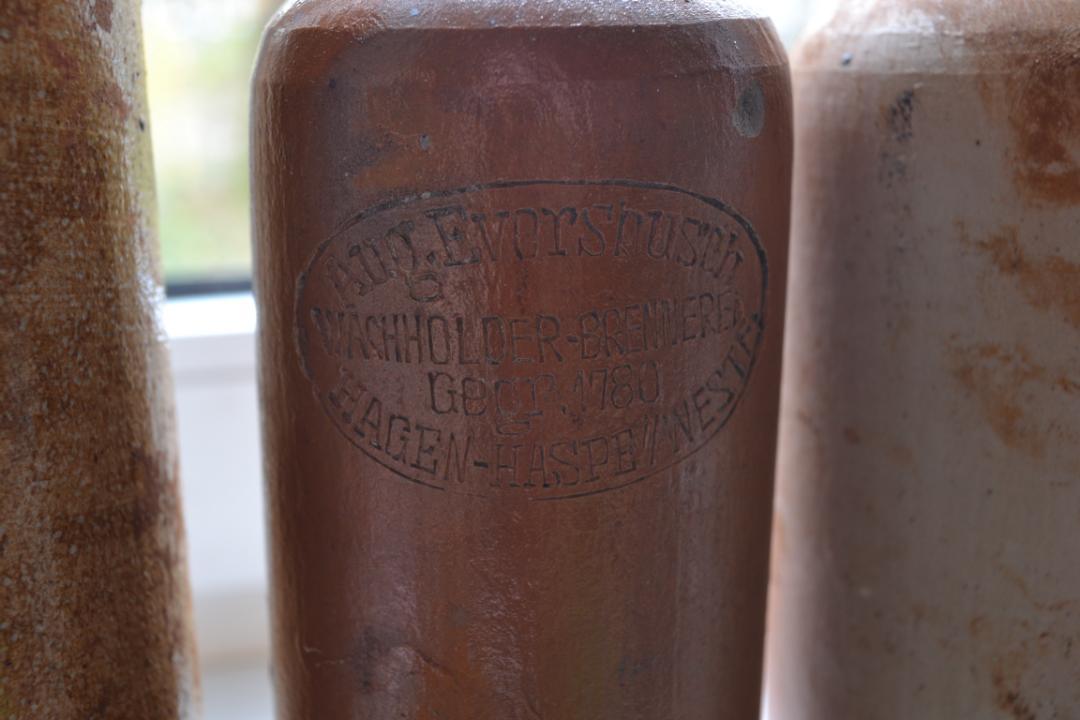 Aug. Eversbusch
WACHHOLDER-BRENNEREI
Gegr. 1780
HAGEN-HASPE/WESTF.